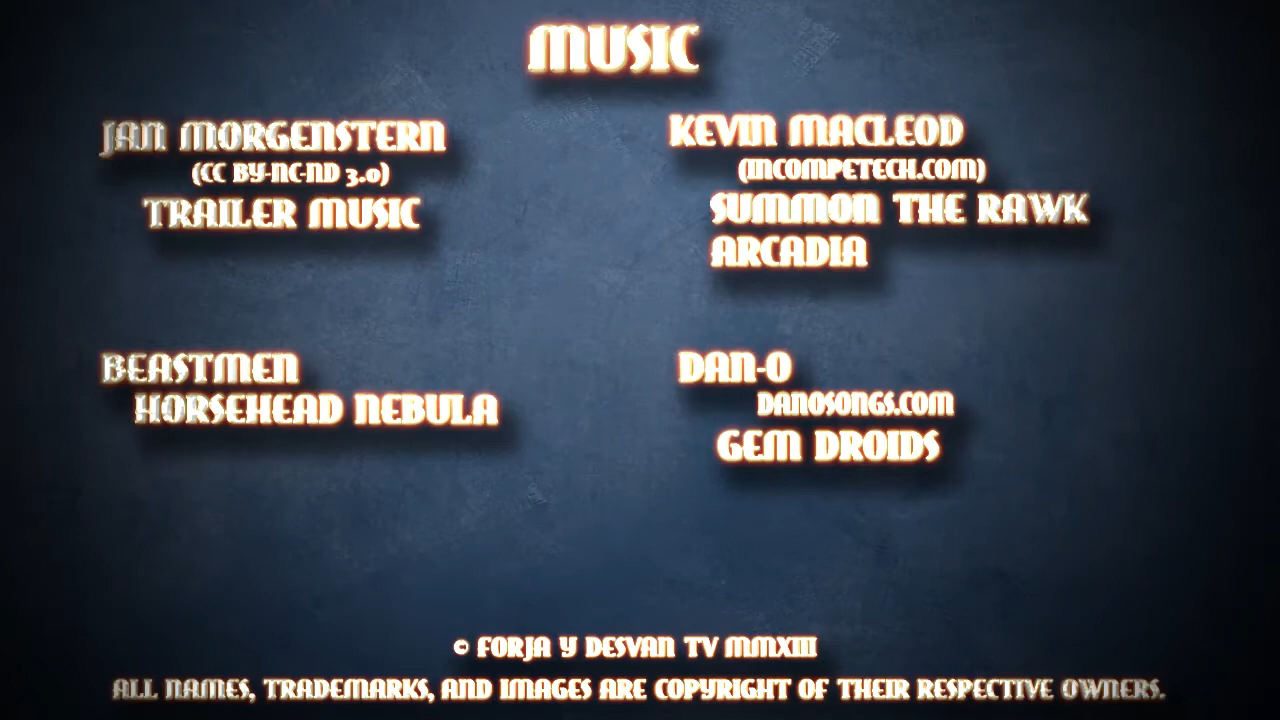 MUSIC
JAN MORGENSTERN
(CC BY-NC-ND 3.0)
TRAILER MUSIC
KEVIN MACLEOD
(INCOMPETECH.COM)
SUMMON THE RAWK
ARCADIA
BEASTMEN
HORSEHEAD NEBULA
DAN-O
DANOSONGS.COM
GEM DROIDS
© FORJA Y DESVAN TV MMXIII
ALL NAMES, TRADEMARKS, AND IMAGES ARE COPYRIGHT OF THEIR RESPECTIVE OWNERS.